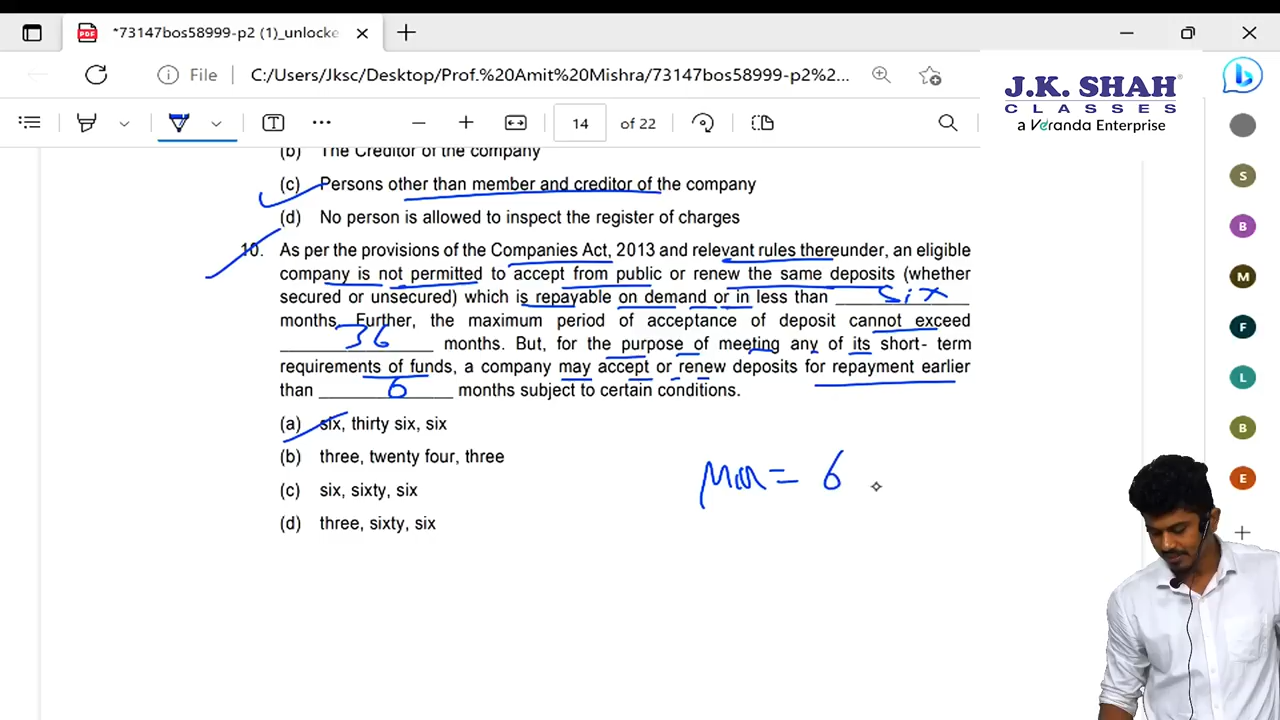 *73147bos58999-p2 (1)_unlocke
File
C:/Users/Jksc/Desktop/Prof.%20Amit%20Mishra/73147bos58999-p2%2...
J.K. SHAH
CLASSES
a Veranda Enterprise
14 of 22
(b) The Creditor of the company
(c) Persons other than member and creditor of the company
(d) No person is allowed to inspect the register of charges
10. As per the provisions of the Companies Act, 2013 and relevant rules thereunder, an eligible
company is not permitted to accept from public or renew the same deposits (whether
secured or unsecured) which is repayable on demand or in less than six
months. Further, the maximum period of acceptance of deposit cannot exceed
36 months. But, for the purpose of meeting any of its short- term
requirements of funds, a company may accept or renew deposits for repayment earlier
than 6 months subject to certain conditions.
(a) six, thirty six, six
(b) three, twenty four, three
(c) six, sixty, six
(d) three, sixty, six
= 6
S
B
M
F
L
B
E